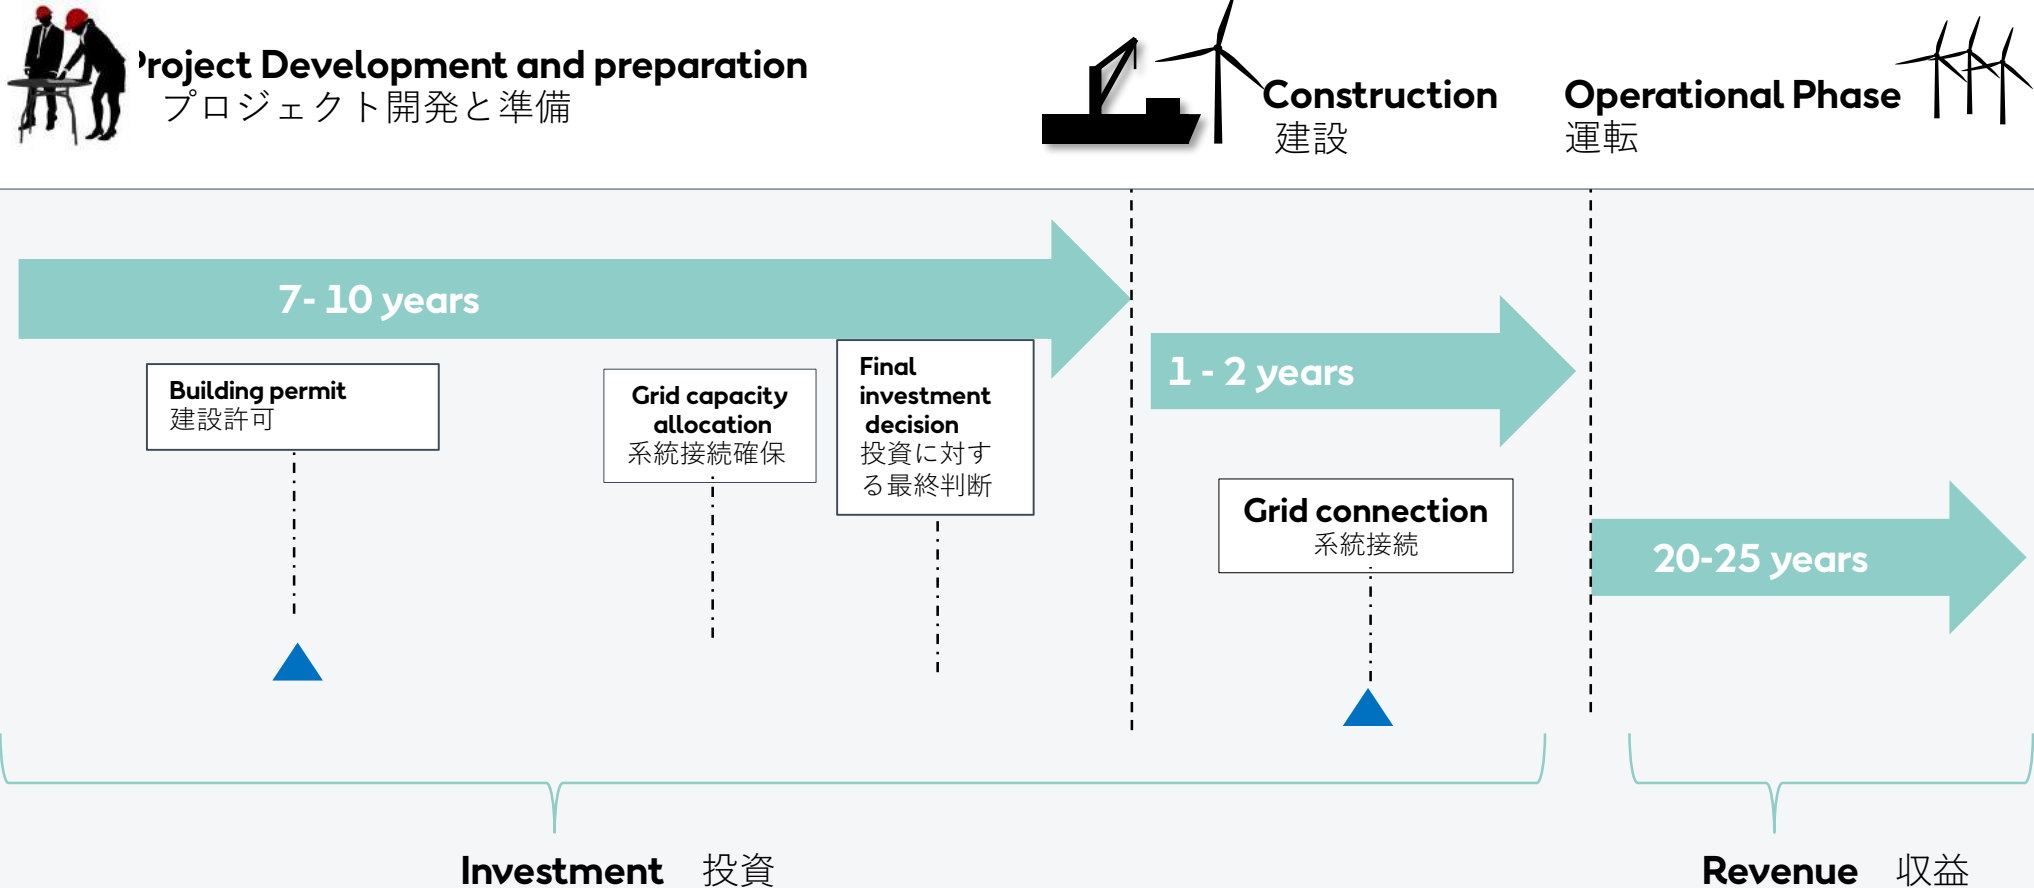 Project Development and preparation
プロジェクト開発と準備
Construction
建設
Operational Phase
運転
7- 10 years
1 - 2 years
20-25 years
Building permit
建設許可
Grid capacity
allocation
系統接続確保
Final
investment
decision
投資に対す
る最終判断
Grid connection
系統接続
Investment 投資
Revenue 収益